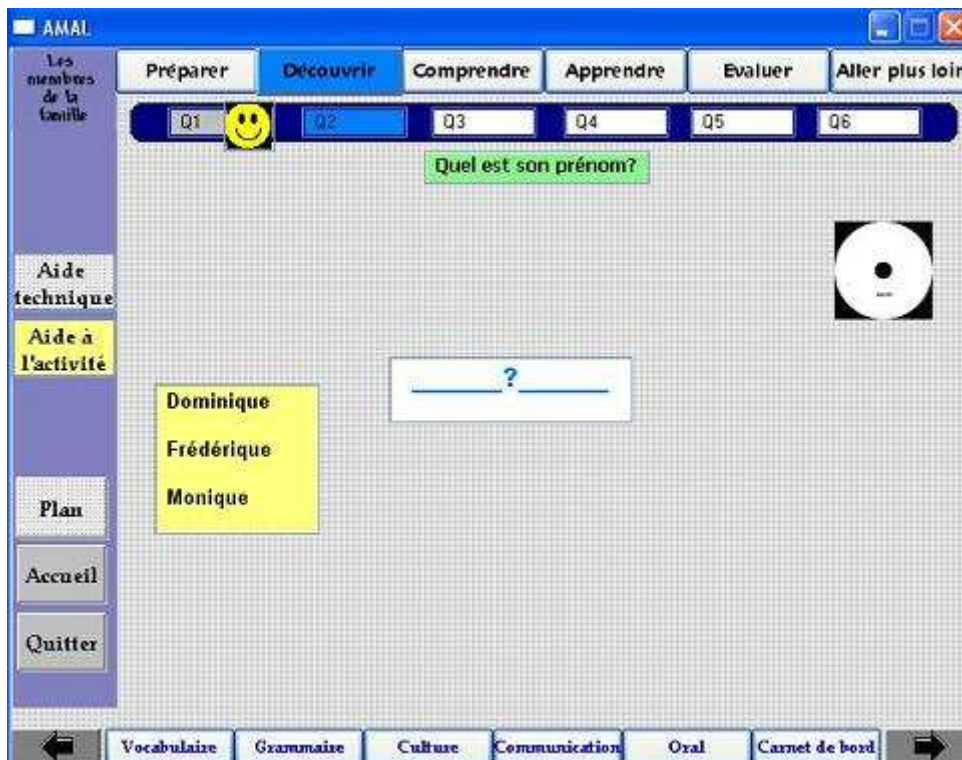 AMAL
Les
membres
de la
famille
Préparer
Découvrir
Comprendre
Apprendre
Evaluer
Aller plus loin
Q1
Q2
Q3
Q4
Q5
Q6
Quel est son prénom?
Aide
technique
Aide à
l'activité
______?______
Dominique
Frédérique
Monique
Plan
Accueil
Quitter
Vocabulaire
Grammaire
Culture
Communication
Oral
Carnet de bord